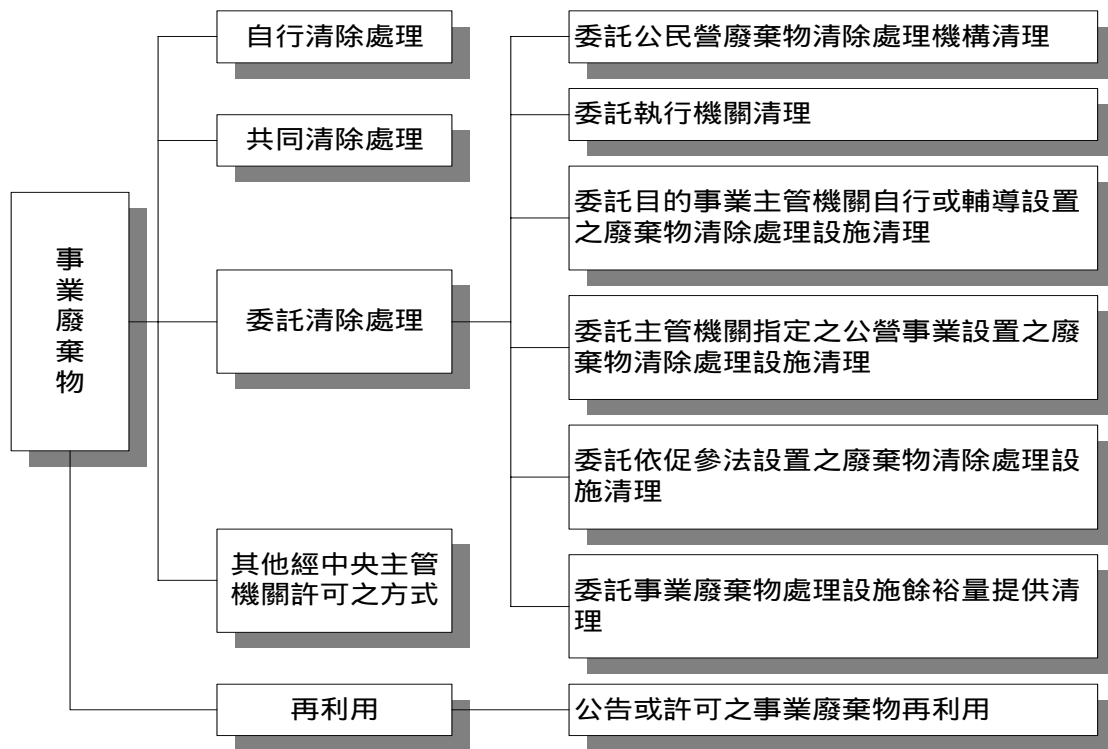 事
業
廢
棄
物
自行清除處理
共同清除處理
委託清除處理
其他經中央主管
機關許可之方式
再利用
委託公民營廢棄物清除處理機構清理
委託執行機關清理
委託目的事業主管機關自行或輔導設置
之廢棄物清除處理設施清理
委託主管機關指定之公營事業設置之廢
棄物清除處理設施清理
委託依促參法設置之廢棄物清除處理設
施清理
委託事業廢棄物處理設施餘裕量提供清
理
公告或許可之事業廢棄物再利用